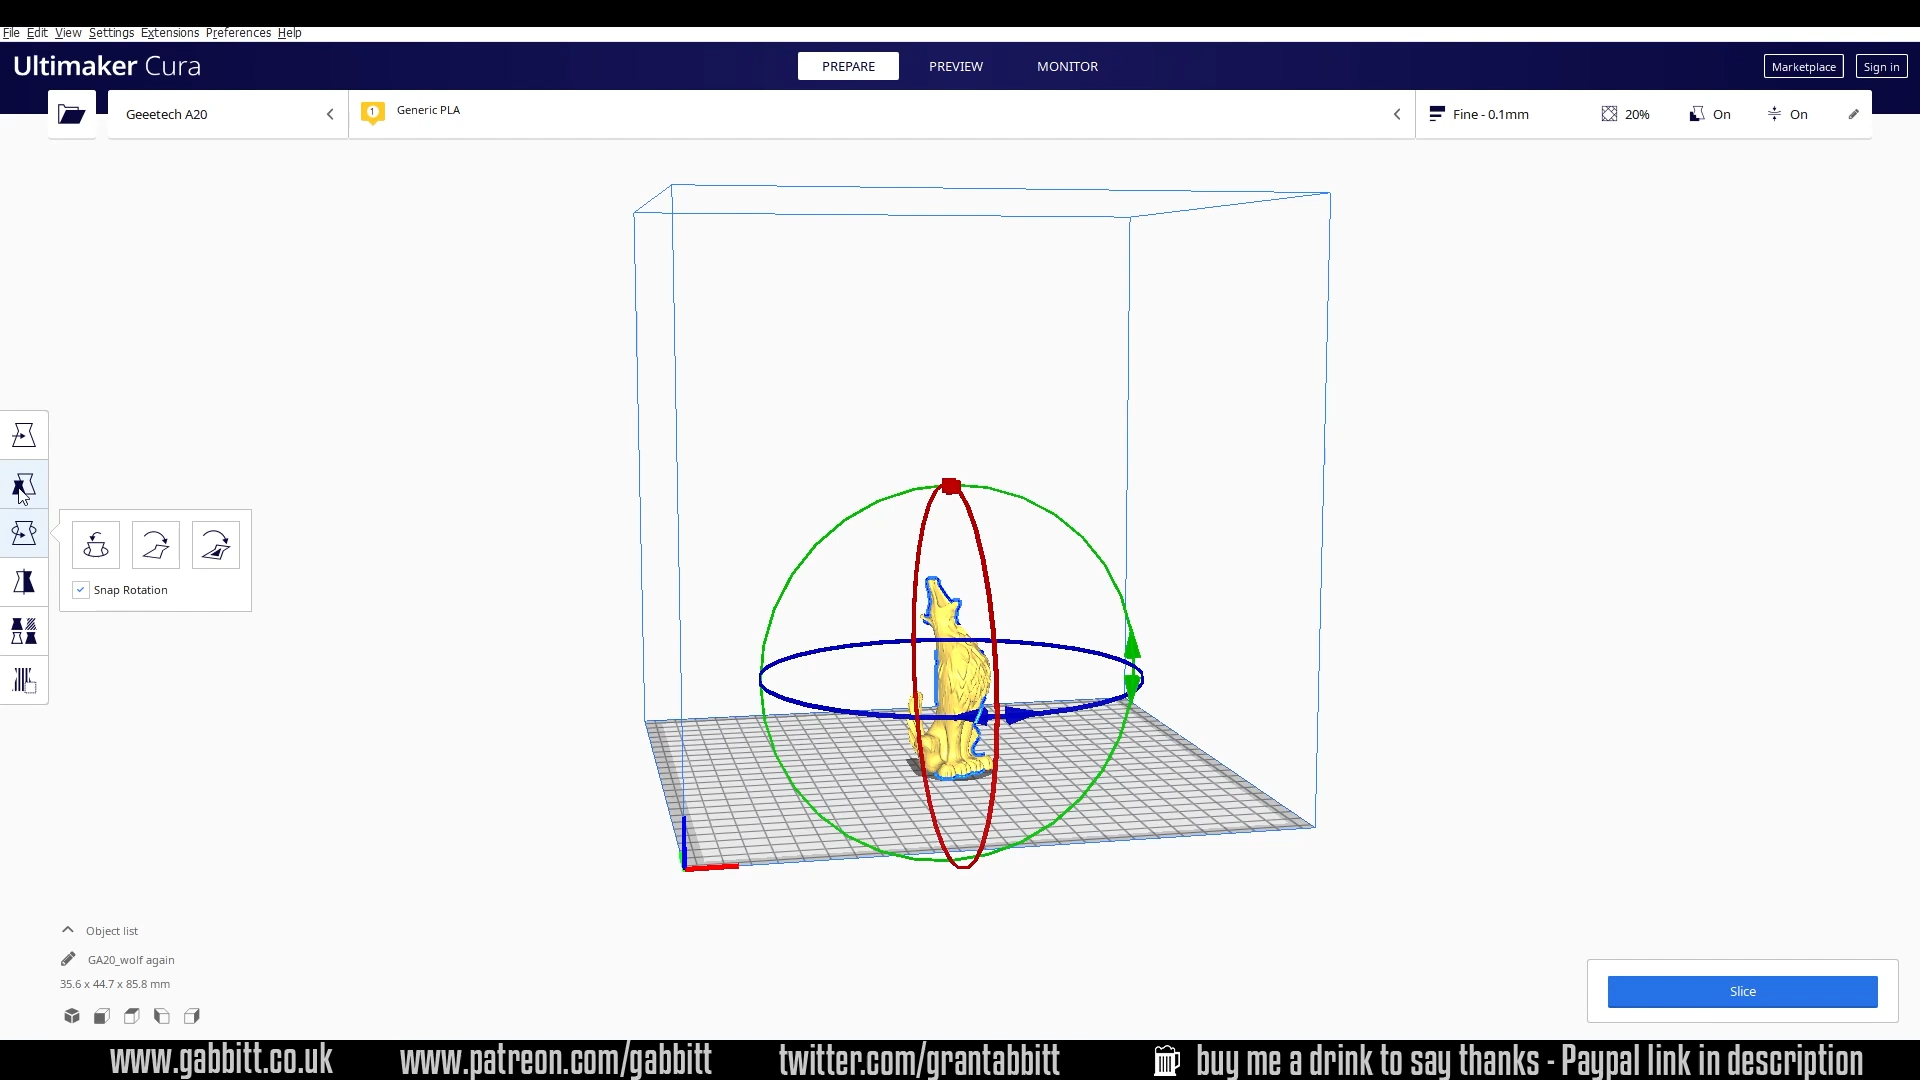 File Edit View Settings Extensions Preferences Help
Ultimaker Cura PREPARE PREVIEW MONITOR Marketplace Sign in
Geeetech A20 1 Generic PLA Fine - 0.1mm 20% On On
Snap Rotation
Object list
GA20_wolf again
35.6 x 44.7 x 85.8 mm
Slice
www.gabbitt.co.uk www.patreon.com/gabbitt twitter.com/grantabbitt buy me a drink to say thanks - Paypal link in description